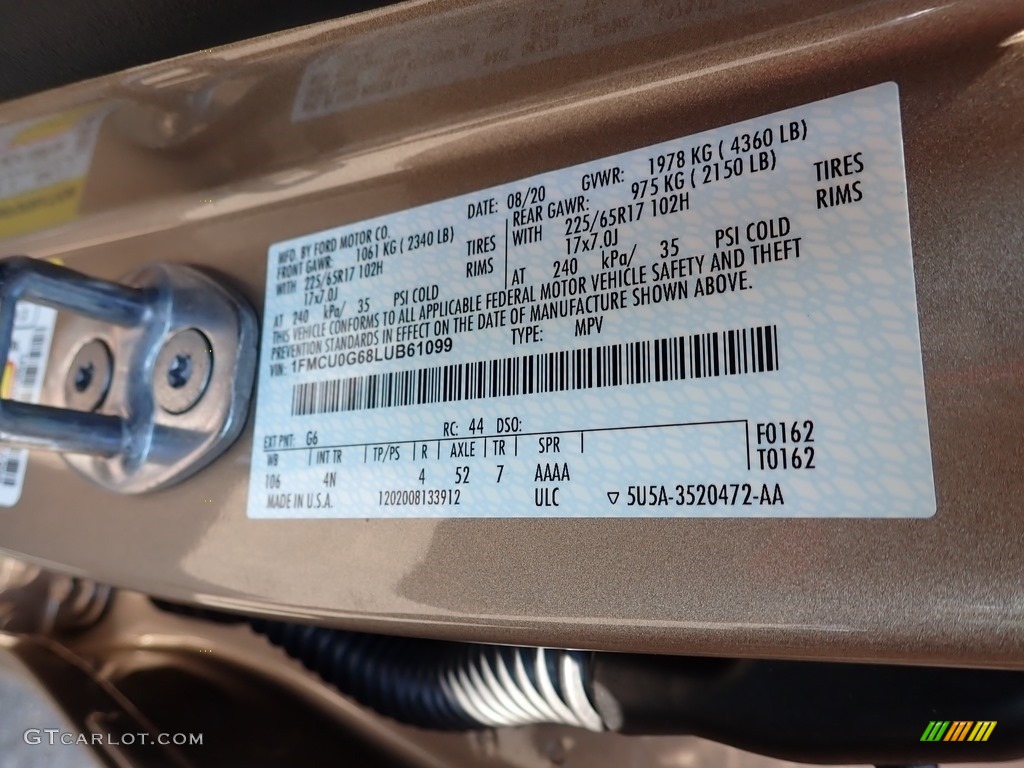 MFD. BY FORD MOTOR CO.
DATE: 08/20 GVWR: 1978 KG ( 4360 LB)
FRONT GAWR: 1061 KG ( 2340 LB)
WITH 225/65R17 102H TIRES
17x7.0J RIMS
AT 240 kPa/ 35 PSI COLD
REAR GAWR: 975 KG ( 2150 LB)
WITH 225/65R17 102H TIRES
17x7.0J RIMS
AT 240 kPa/ 35 PSI COLD
THIS VEHICLE CONFORMS TO ALL APPLICABLE FEDERAL MOTOR VEHICLE SAFETY AND THEFT
PREVENTION STANDARDS IN EFFECT ON THE DATE OF MANUFACTURE SHOWN ABOVE.
VIN: 1FMCU0G68LUB61099 TYPE: MPV
EXT PNT: G6 RC: 44 DSO: F0162
WB INT TR TP/PS R AXLE TR SPR T0162
106 4N 4 52 7 AAAA
MADE IN U.S.A. 1202008133912 ULC 5U5A-3520472-AA
GTCARLOT.COM